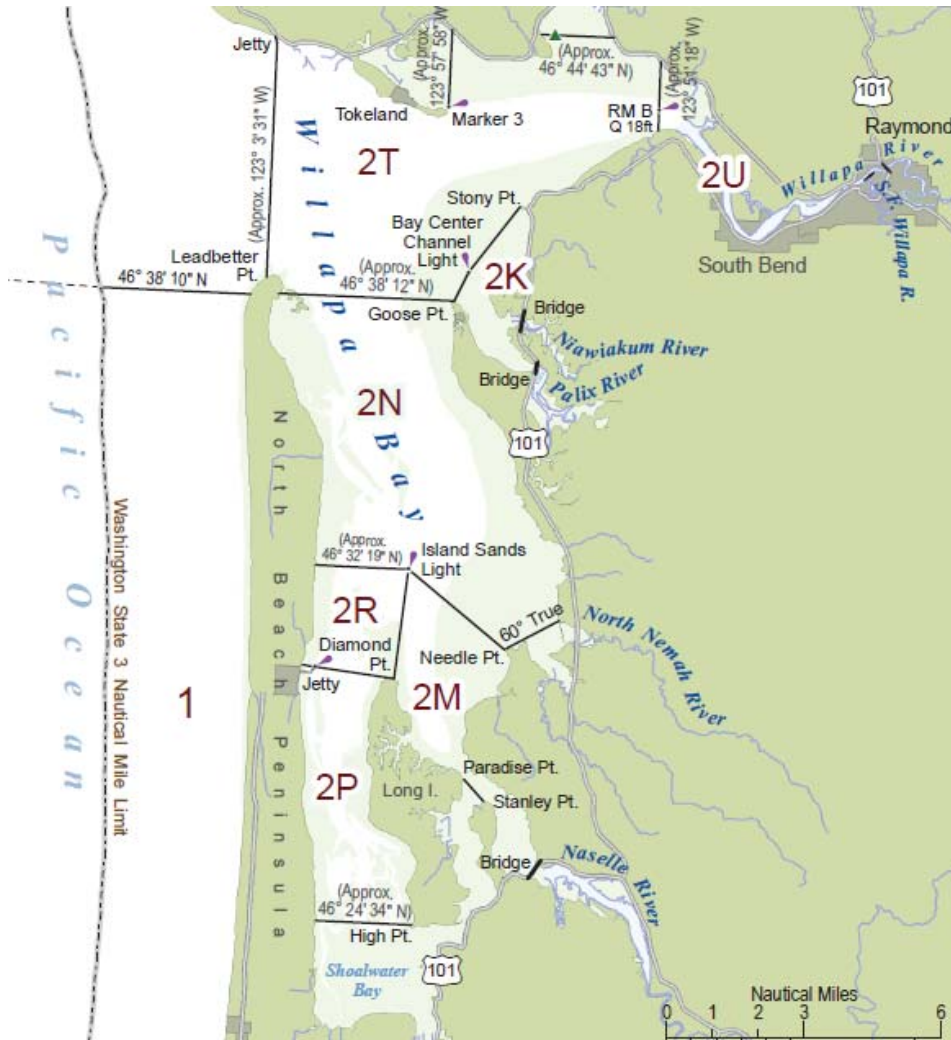 Jetty
(Approx.
123° 57' 58" W)
(Approx.
46° 44' 43" N)
(Approx.
123° 51' 18" W)
101
Raymond
Tokeland
Marker 3
RM B
Q 18ft
(Approx. 123° 3' 31" W)
2T
2U
Willapa River
S.F. Willapa R.
South Bend
Stony Pt.
Bay Center
Channel
Light
Leadbetter
Pt.
46° 38' 10" N
(Approx.
46° 38' 12" N)
Goose Pt.
2K
Bridge
Niawiakum River
Bridge
Palix River
Pacific Ocean
Willapa Bay
2N
101
North Beach Peninsula
Washington State 3 Nautical Mile Limit
(Approx.
46° 32' 19" N)
Island Sands
Light
2R
60° True
North Nemah River
Diamond
Pt.
Needle Pt.
Jetty
1
2M
2P
Long I.
Paradise Pt.
Stanley Pt.
Bridge
Naselle River
(Approx.
46° 24' 34" N)
High Pt.
Shoalwater
Bay
101
Nautical Miles
0 1 2 3 6